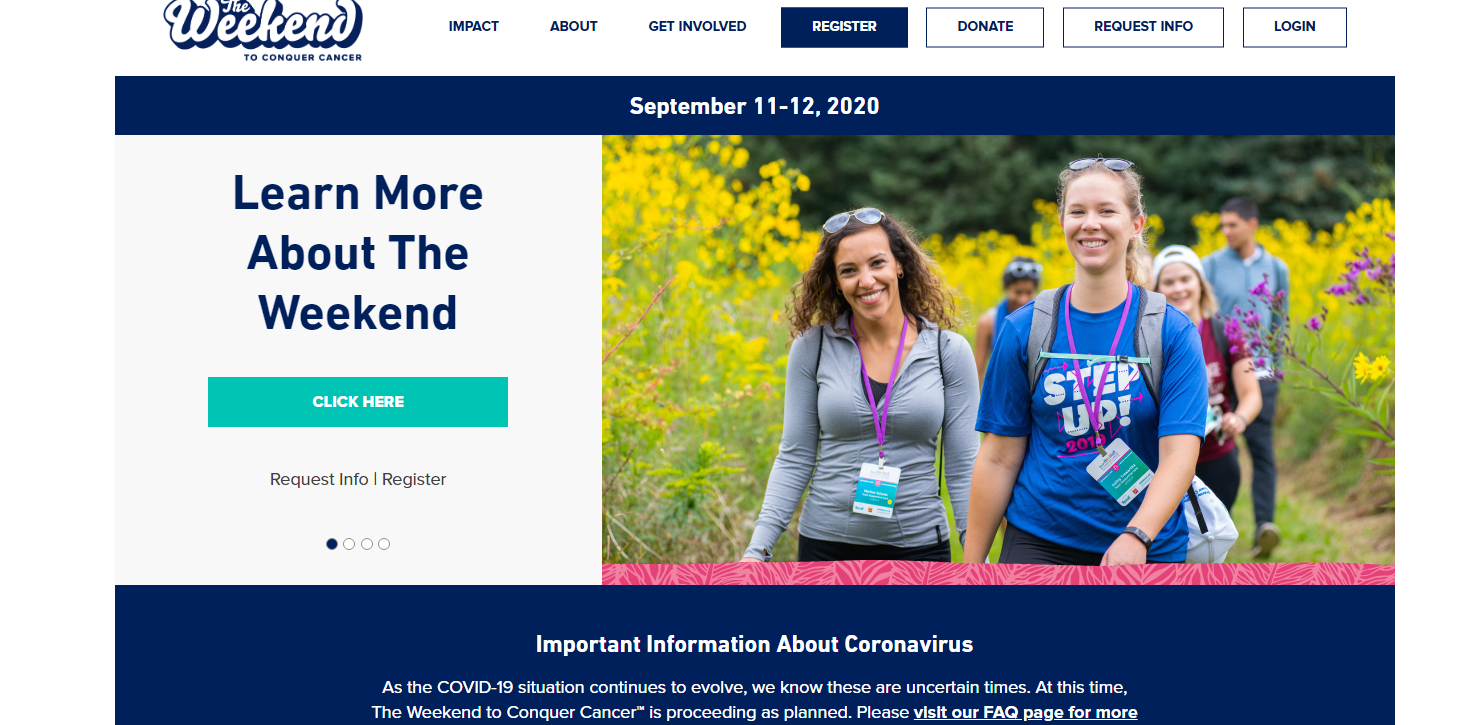 The
Weekend
TO CONQUER CANCER
IMPACT ABOUT GET INVOLVED REGISTER DONATE REQUEST INFO LOGIN
September 11-12, 2020
Learn More
About The
Weekend
CLICK HERE
Request Info | Register
STEP
UP!
2019
Important Information About Coronavirus
As the COVID-19 situation continues to evolve, we know these are uncertain times. At this time,
The Weekend to Conquer Cancer℠ is proceeding as planned. Please visit our FAQ page for more